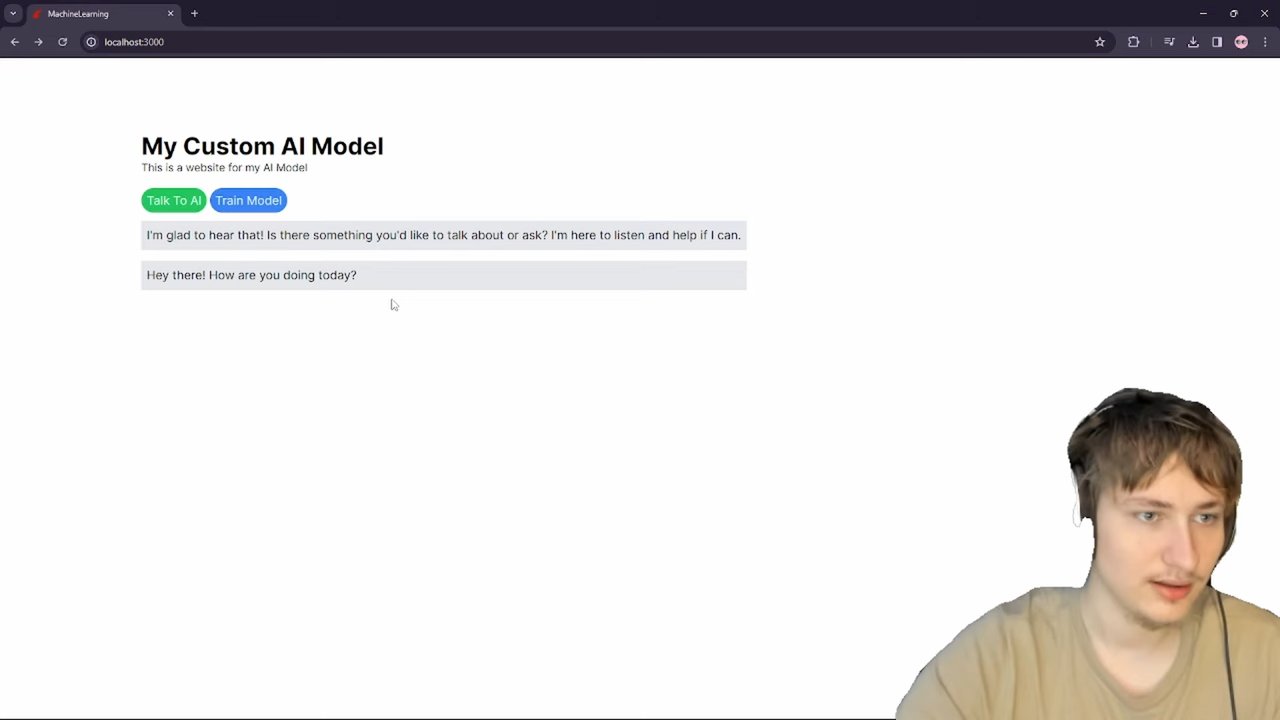 MachineLearning
localhost:3000
My Custom AI Model
This is a website for my AI Model
Talk To AI
Train Model
I'm glad to hear that! Is there something you'd like to talk about or ask? I'm here to listen and help if I can.
Hey there! How are you doing today?